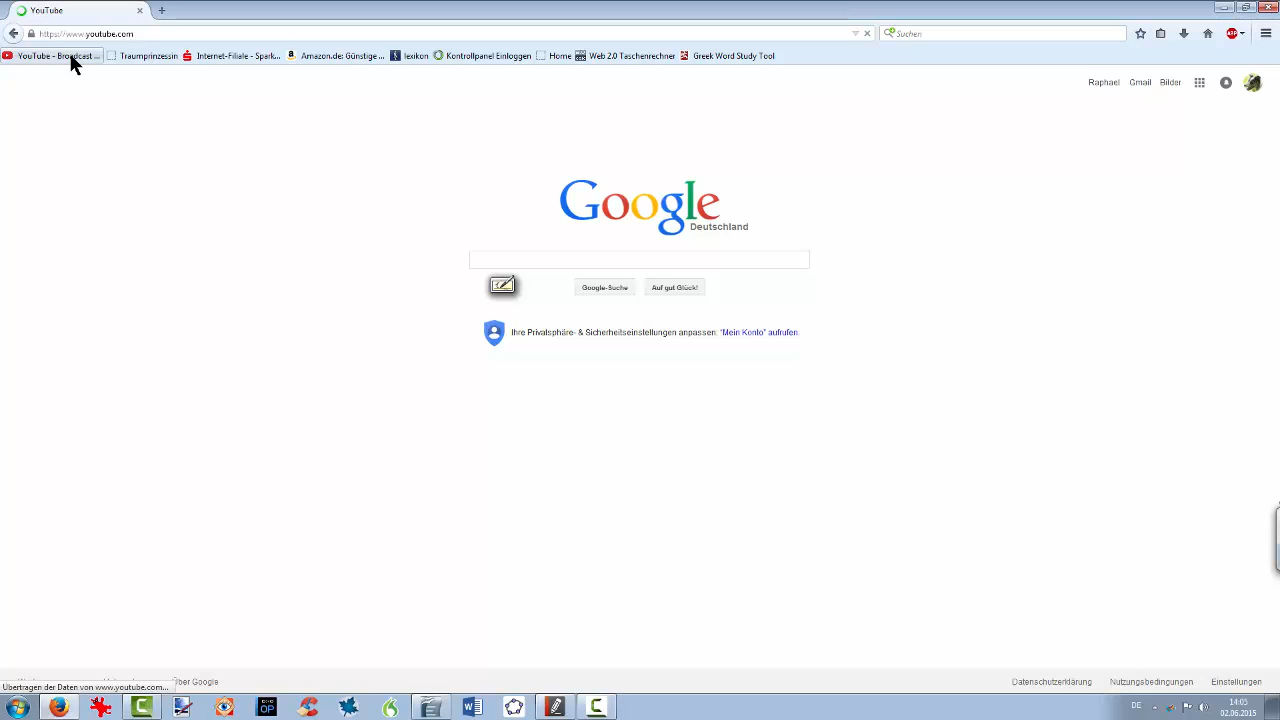 YouTube
https://www.youtube.com
Suchen
ABP
YouTube - Broadcast ...
Traumprinzessin
Internet-Filiale - Spark...
Amazon.de: Günstige ...
lexikon
Kontrollpanel Einloggen
Home
Web 2.0 Taschenrechner
Greek Word Study Tool
Raphael
Gmail
Bilder
Google
Deutschland
Google-Suche
Auf gut Glück!
Ihre Privatsphäre- & Sicherheitseinstellungen anpassen: "Mein Konto" aufrufen.
Über Google
Datenschutzerklärung
Nutzungsbedingungen
Einstellungen
Übertragen der Daten von www.youtube.com...
OP
DE
14:05
02.06.2015